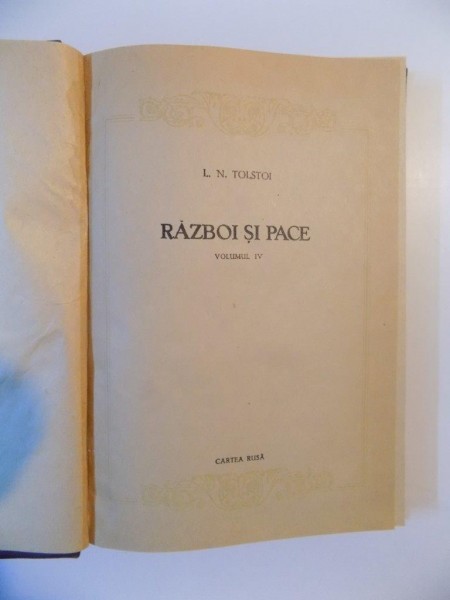 L. N. TOLSTOI
RĂZBOI ȘI PACE
VOLUMUL IV
CARTEA RUSĂ